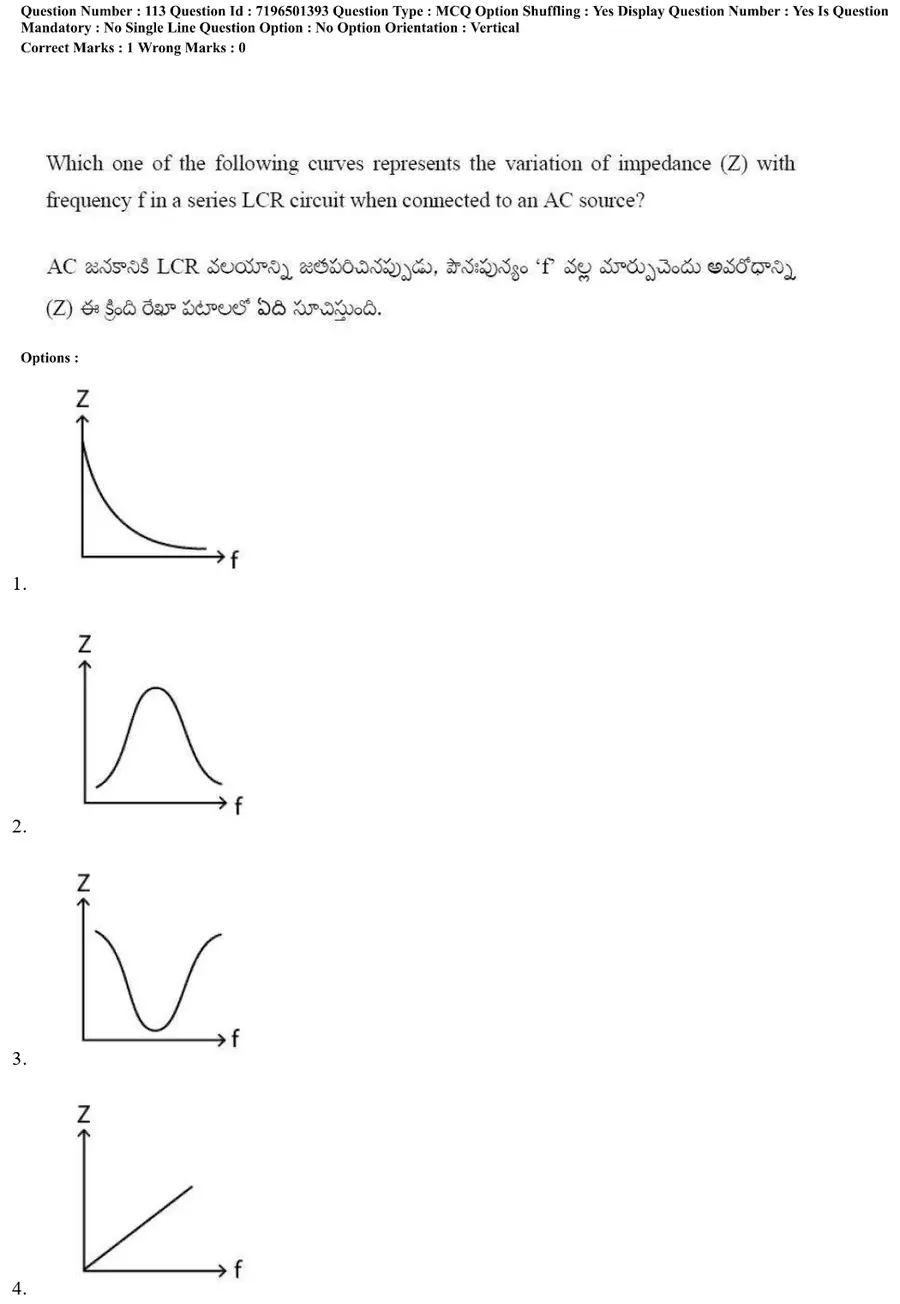 Question Number : 113 Question Id : 7196501393 Question Type : MCQ Option Shuffling : Yes Display Question Number : Yes Is Question
Mandatory : No Single Line Question Option : No Option Orientation : Vertical
Correct Marks : 1 Wrong Marks : 0
Which one of the following curves represents the variation of impedance (Z) with
frequency f in a series LCR circuit when connected to an AC source?
AC జనకానికి LCR వలయాన్ని జతపరిచినప్పుడు, పౌనఃపున్యం ‘f’ వల్ల మార్పుచెందు అవరోధాన్ని
(Z) ఈ క్రింది రేఖా పటాలలో ఏది సూచిస్తుంది.
Options :
Z
f
1.
Z
f
2.
Z
f
3.
Z
f
4.